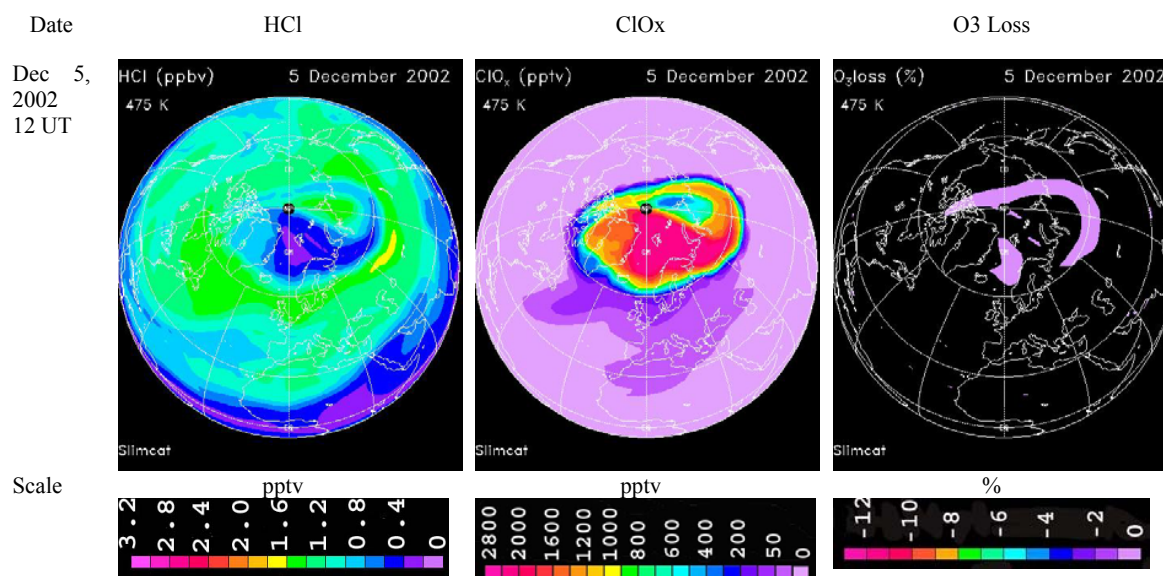 Date HCl ClOx O3 Loss
Dec 5,
2002
12 UT
HCl (ppbv) 5 December 2002
475 K
Slimcat
ClOₓ (pptv) 5 December 2002
475 K
Slimcat
O₃loss (%) 5 December 2002
475 K
Slimcat
Scale pptv pptv %
3.2 2.8 2.4 2.0 1.6 1.2 0.8 0.4 0
2800 2000 1600 1200 1000 800 600 400 200 50 0
-12 -10 -8 -6 -4 -2 0